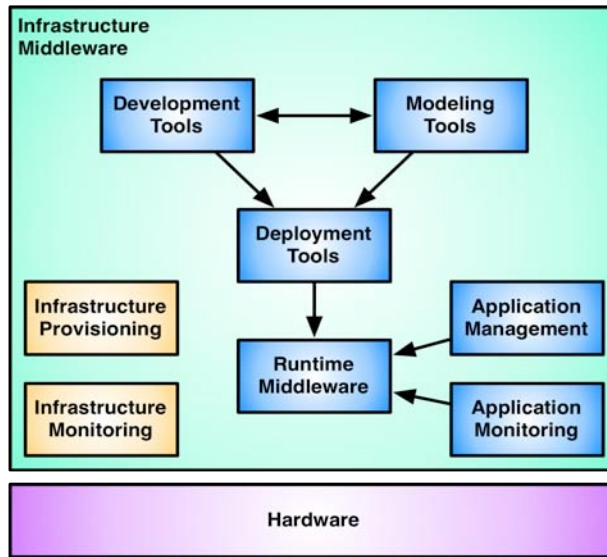 Infrastructure
Middleware
Development
Tools
Modeling
Tools
Deployment
Tools
Infrastructure
Provisioning
Application
Management
Runtime
Middleware
Infrastructure
Monitoring
Application
Monitoring
Hardware